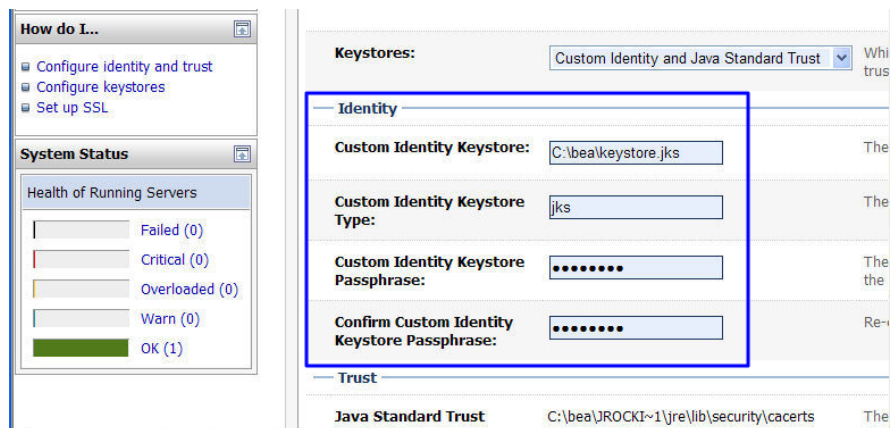 How do I...
Configure identity and trust
Configure keystores
Set up SSL
System Status
Health of Running Servers
Failed (0)
Critical (0)
Overloaded (0)
Warn (0)
OK (1)
Keystores:
Custom Identity and Java Standard Trust
Whi
trus
Identity
Custom Identity Keystore:
C:\bea\keystore.jks
The
Custom Identity Keystore
Type:
jks
The
Custom Identity Keystore
Passphrase:
••••••••
The
the
Confirm Custom Identity
Keystore Passphrase:
••••••••
Re-e
Trust
Java Standard Trust
C:\bea\JROCKI~1\jre\lib\security\cacerts
The